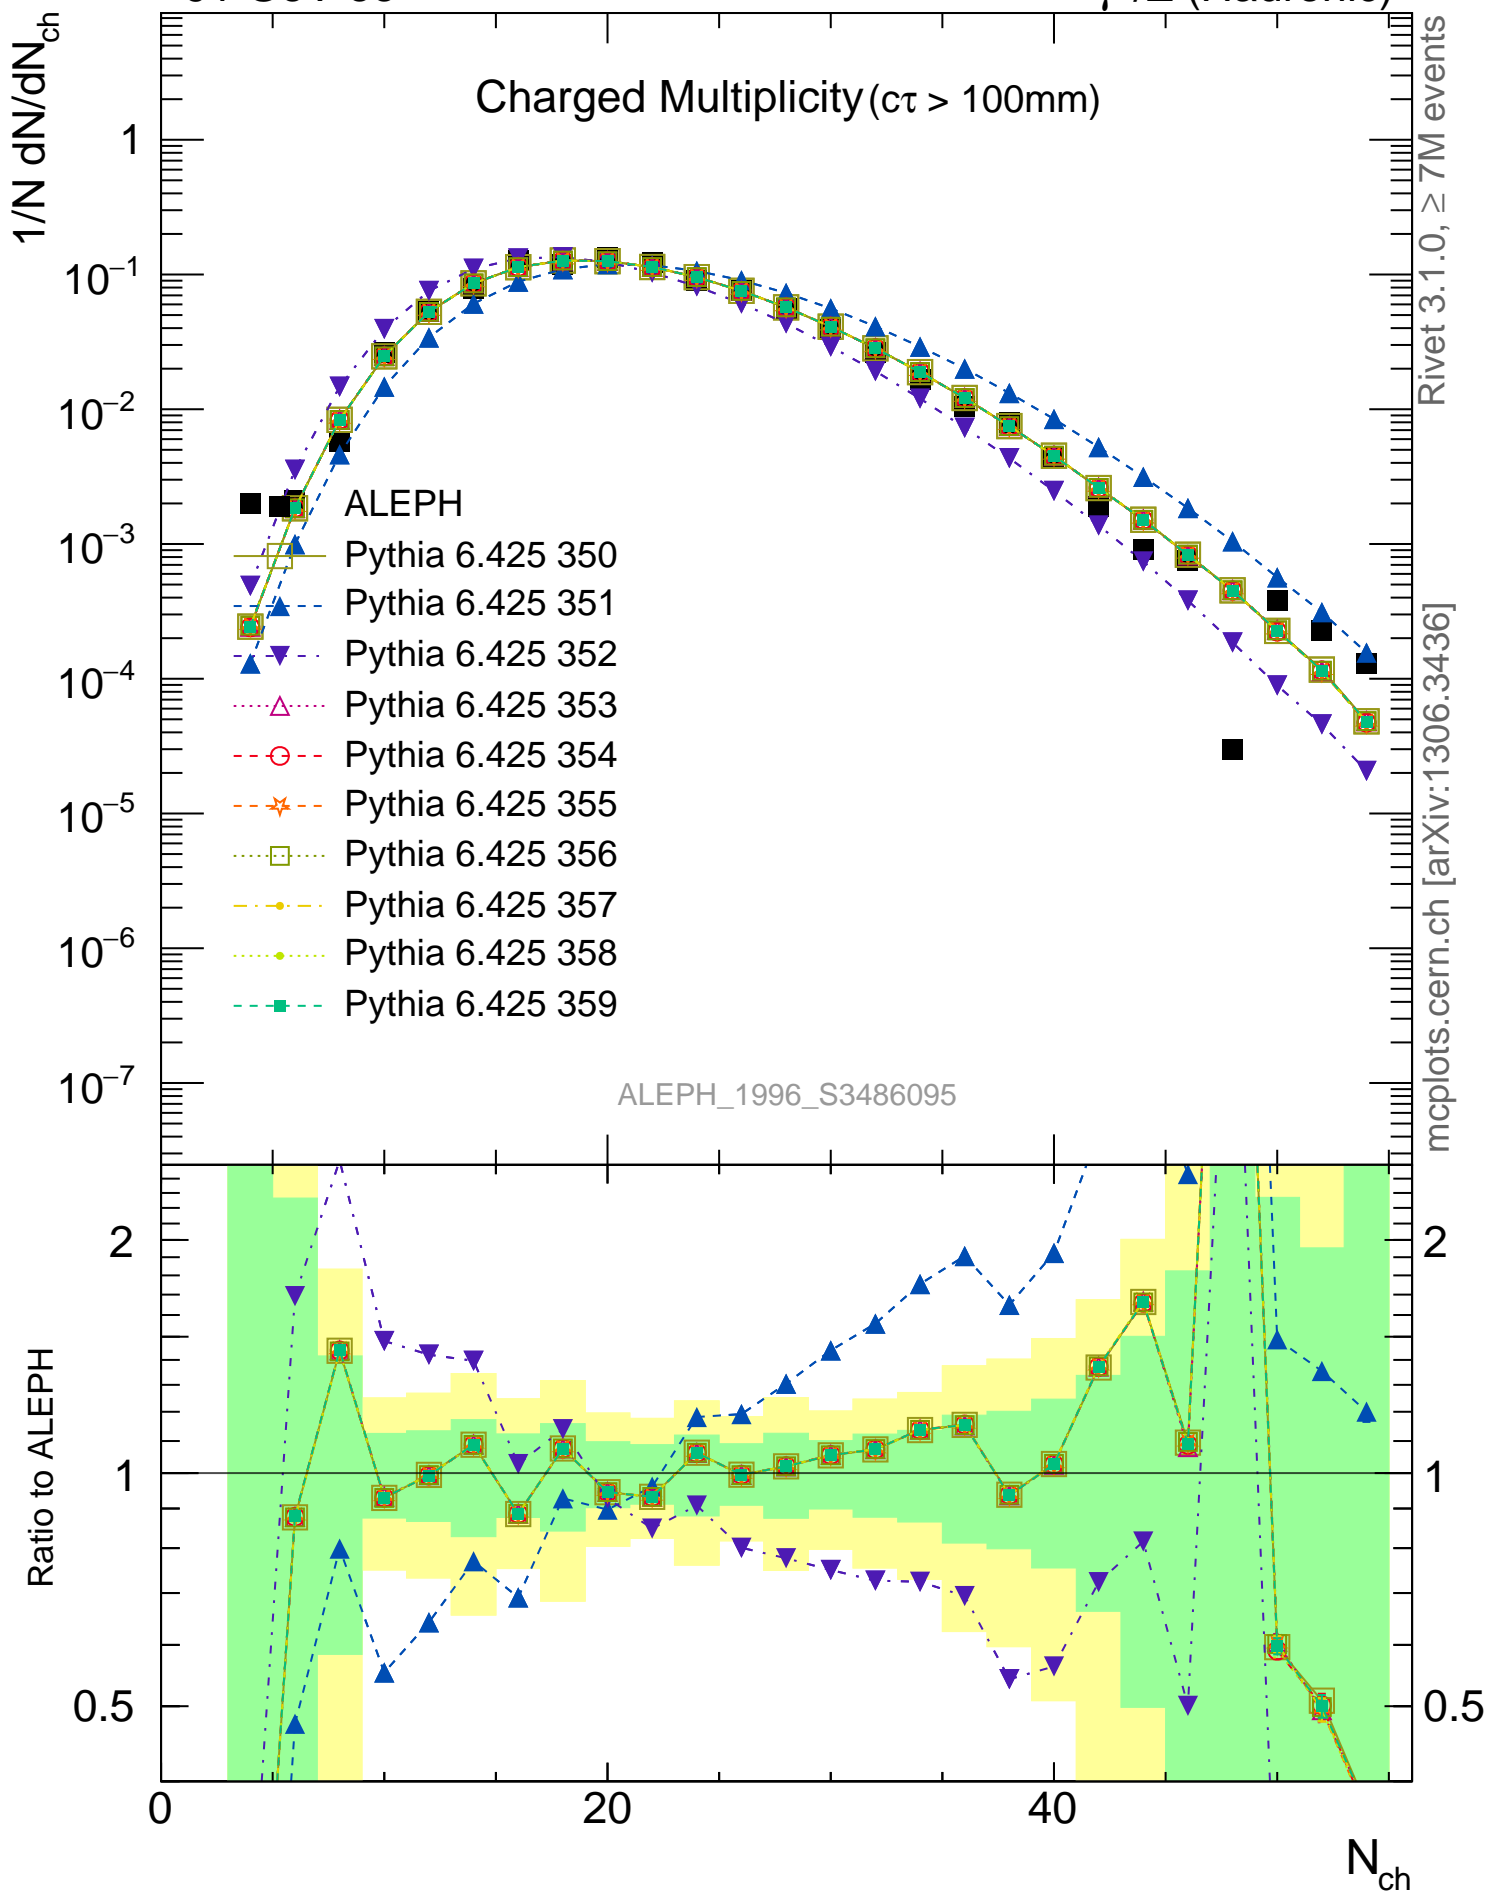 1/N dN/dNch
Charged Multiplicity (cτ > 100mm)
Rivet 3.1.0, ≥ 7M events
1
10−1
10−2
10−3
10−4
10−5
10−6
10−7
ALEPH
Pythia 6.425 350
Pythia 6.425 351
Pythia 6.425 352
Pythia 6.425 353
Pythia 6.425 354
Pythia 6.425 355
Pythia 6.425 356
Pythia 6.425 357
Pythia 6.425 358
Pythia 6.425 359
ALEPH_1996_S3486095
mcplots.cern.ch [arXiv:1306.3436]
Ratio to ALEPH
2
2
1
1
0.5
0.5
0
20
40
Nch